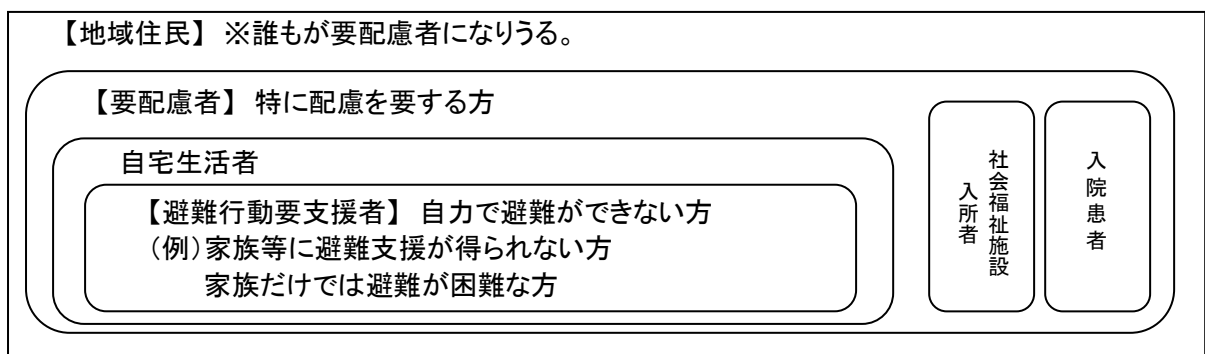 【地域住民】 ※誰もが要配慮者になりうる。
【要配慮者】 特に配慮を要する方
自宅生活者
【避難行動要支援者】 自力で避難ができない方
（例）家族等に避難支援が得られない方
家族だけでは避難が困難な方
社会福祉施設
入所者
入院患者